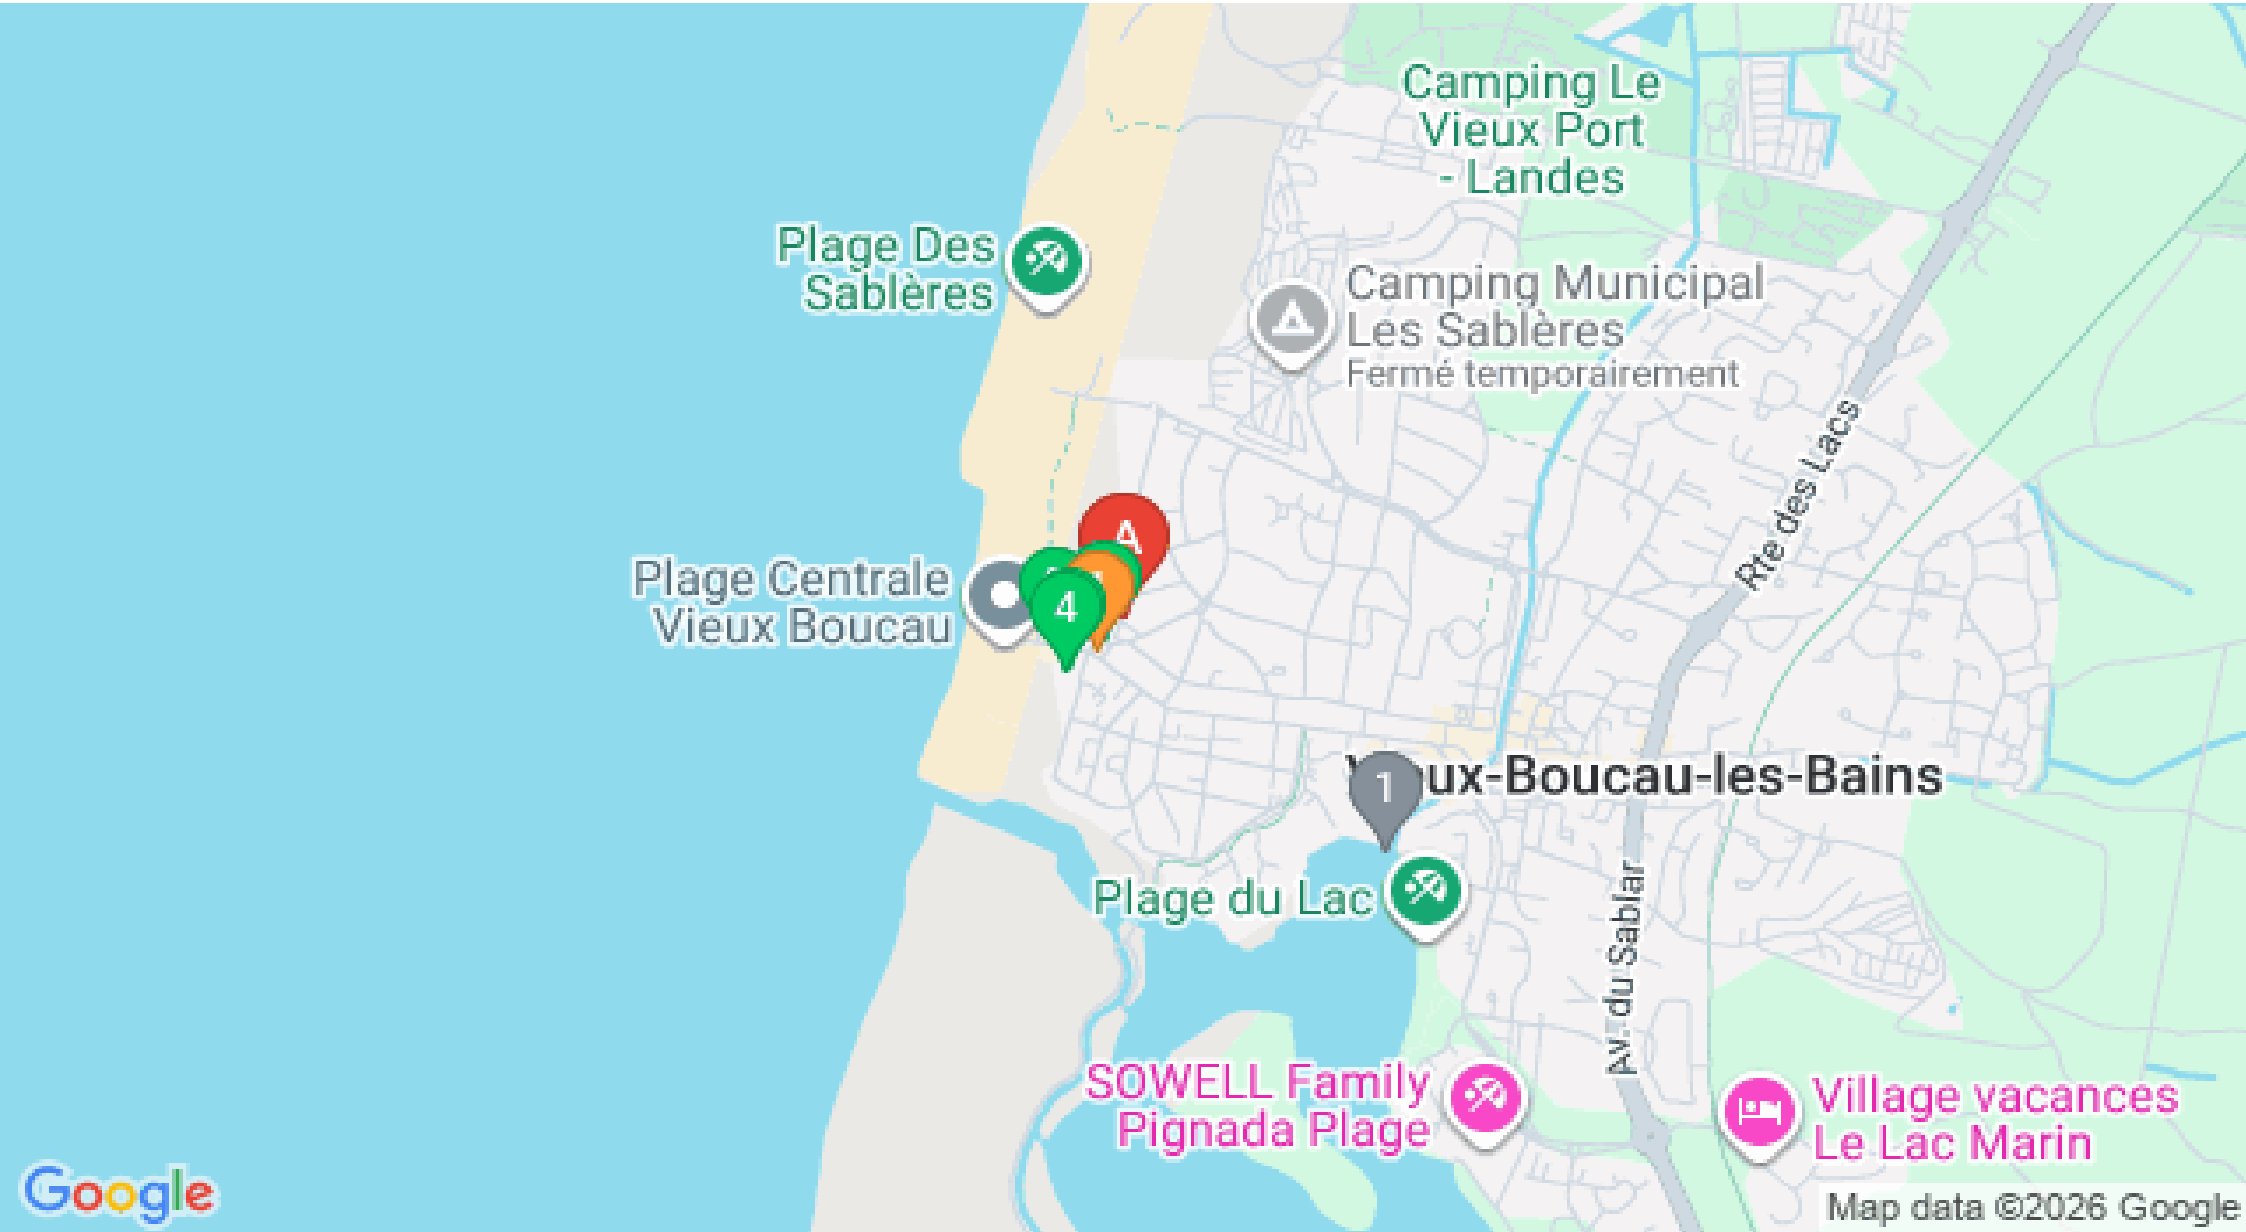 Camping Le
Vieux Port
- Landes
Plage Des
Sablères
Camping Municipal
Les Sablères
Fermé temporairement
Rte des Lacs
A
Plage Centrale
Vieux Boucau
4
1
ux-Boucau-les-Bains
Plage du Lac
Av. du Sablar
SOWELL Family
Pignada Plage
Village vacances
Le Lac Marin
Google
Map data ©2026 Google